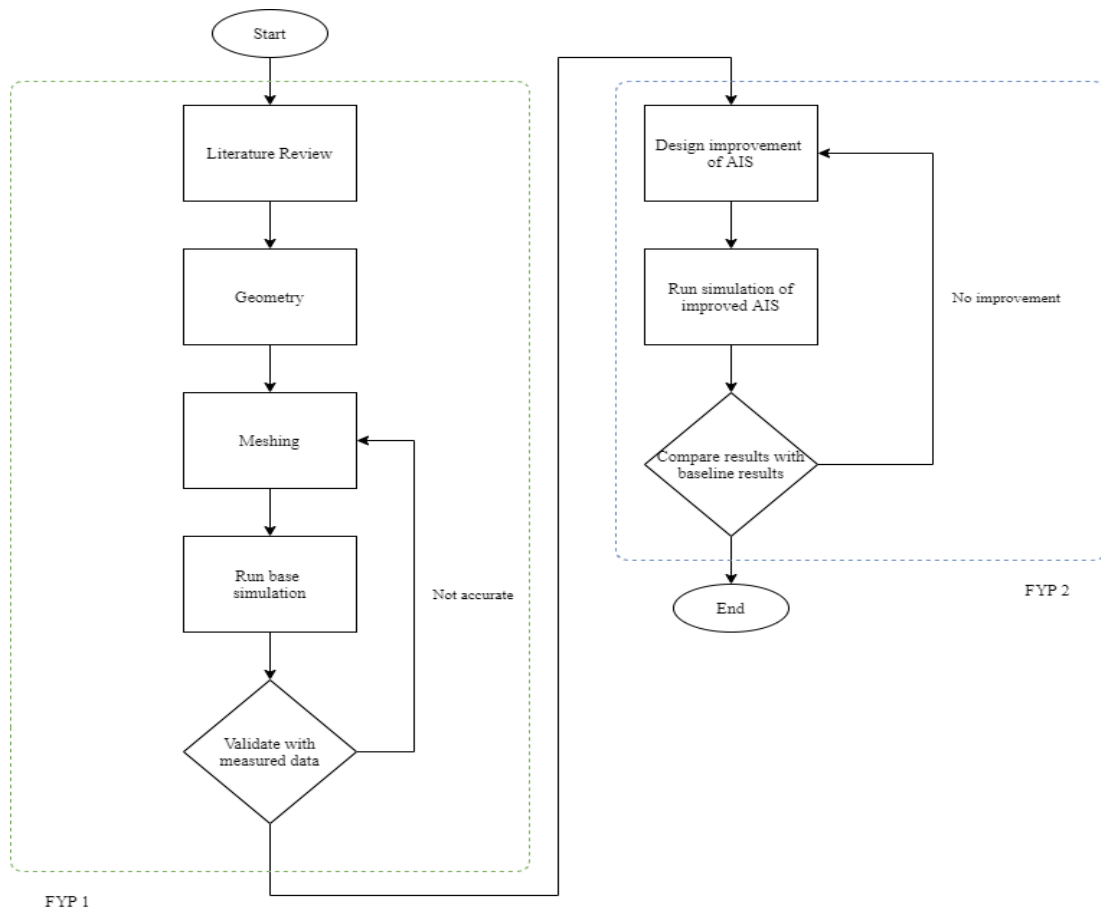 Start
Literature Review
Geometry
Meshing
Run base
simulation
Not accurate
Validate with
measured data
FYP 1
Design improvement
of AIS
Run simulation of
improved AIS
No improvement
Compare results with
baseline results
FYP 2
End